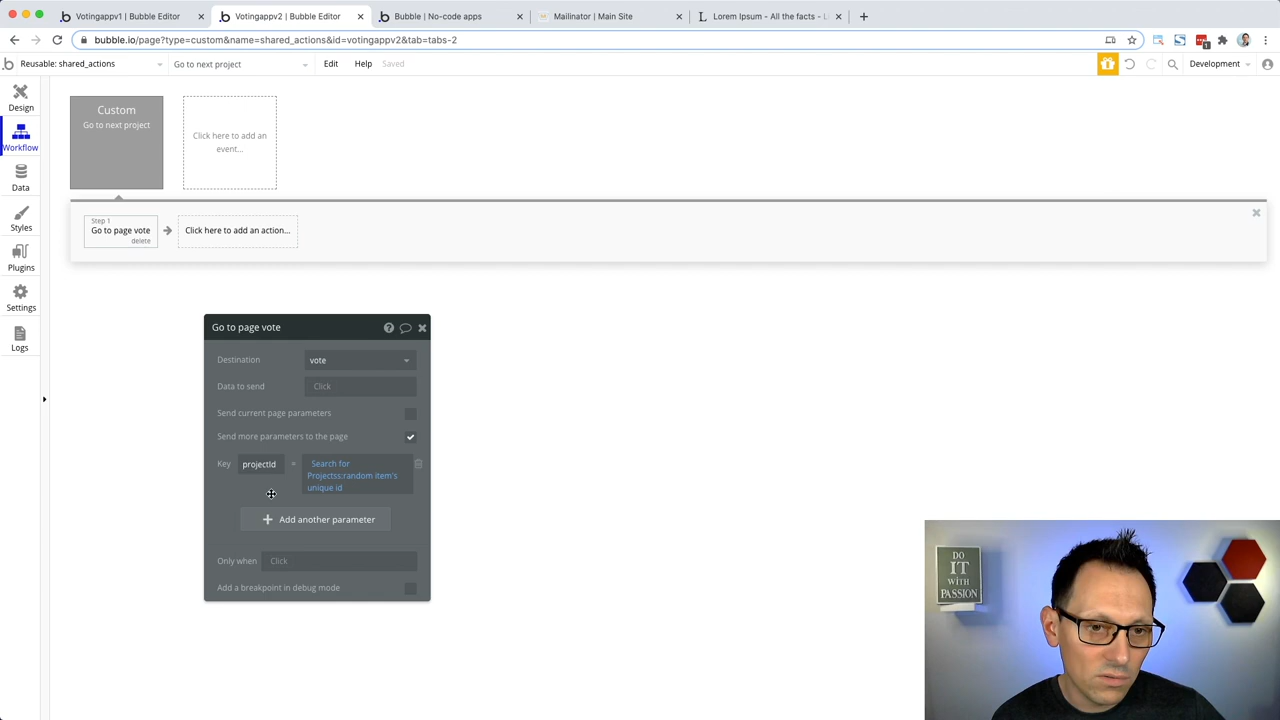 Votingappv1 | Bubble Editor
Votingappv2 | Bubble Editor
Bubble | No-code apps
Mailinator | Main Site
Lorem Ipsum - All the facts - Li
bubble.io/page?type=custom&name=shared_actions&id=votingappv2&tab=tabs-2
Reusable: shared_actions
Go to next project
Edit
Help
Saved
Development
Design
Workflow
Data
Styles
Plugins
Settings
Logs
Custom
Go to next project
Click here to add an
event...
Step 1
Go to page vote
delete
Click here to add an action...
Go to page vote
Destination
vote
Data to send
Click
Send current page parameters
Send more parameters to the page
Key
projectId
=
Search for
Projectss:random item's
unique id
Add another parameter
Only when
Click
Add a breakpoint in debug mode
DO
IT
WITH
PASSION